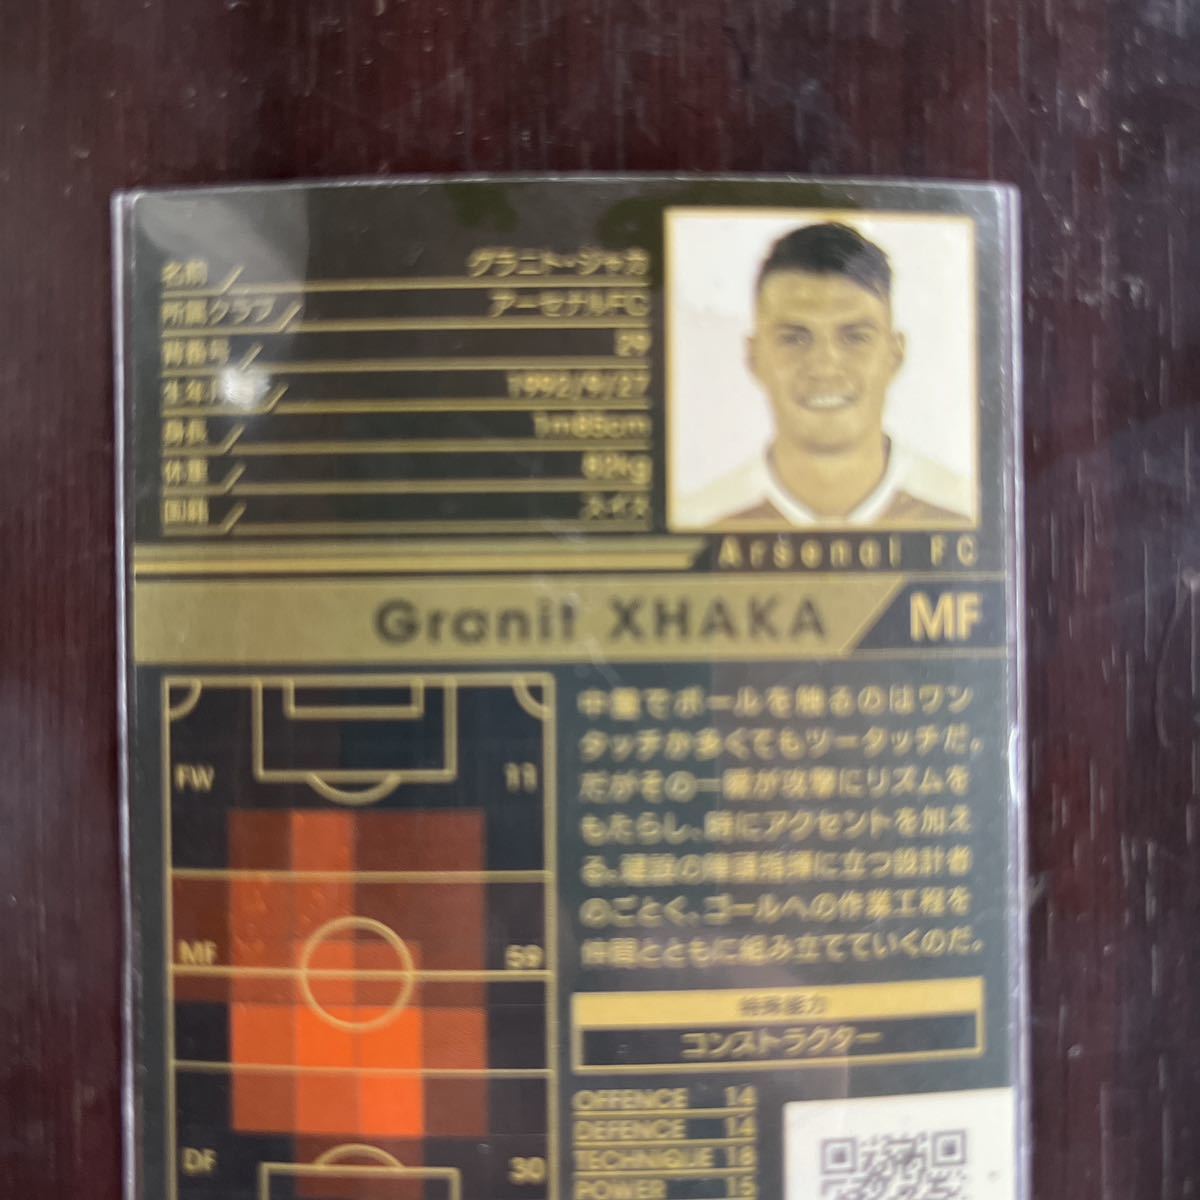 名前 グラニト・ジャカ
所属クラブ アーセナルFC
背番号 29
生年月 1992/9/27
身長 1m85cm
体重 82kg
国籍 スイス
Arsenal FC
Granit XHAKA MF
中盤でボールを触るのはワン
タッチか多くてもツータッチだ。
だがその一瞬が攻撃にリズムを
もたらし、時にアクセントを加え
る。建設の陣頭指揮に立つ設計者
のごとく、ゴールへの作業工程を
仲間とともに組み立てていくのだ。
特殊能力
コンストラクター
FW 11
MF 59
DF 30
OFFENCE 14
DEFENCE 14
TECHNIQUE 16
POWER 15